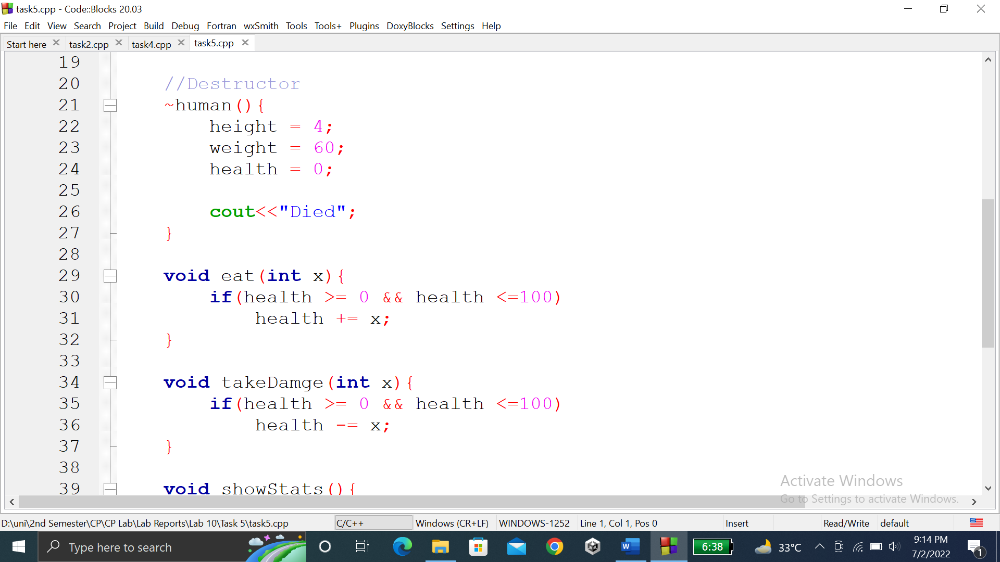 task5.cpp - Code::Blocks 20.03
File Edit View Search Project Build Debug Fortran wxSmith Tools Tools+ Plugins DoxyBlocks Settings Help
Start here task2.cpp task4.cpp task5.cpp
19
20 //Destructor
21 ~human(){
22 height = 4;
23 weight = 60;
24 health = 0;
25
26 cout<<"Died";
27 }
28
29 void eat(int x){
30 if(health >= 0 && health <=100)
31 health += x;
32 }
33
34 void takeDamge(int x){
35 if(health >= 0 && health <=100)
36 health -= x;
37 }
38
39 void showStats(){
Activate Windows
Go to Settings to activate Windows.
D:\uni\2nd Semester\CP\CP Lab\Lab Reports\Lab 10\Task 5\task5.cpp C/C++ Windows (CR+LF) WINDOWS-1252 Line 1, Col 1, Pos 0 Insert Read/Write default
Type here to search W 6:38 33°C 9:14 PM
7/2/2022 1